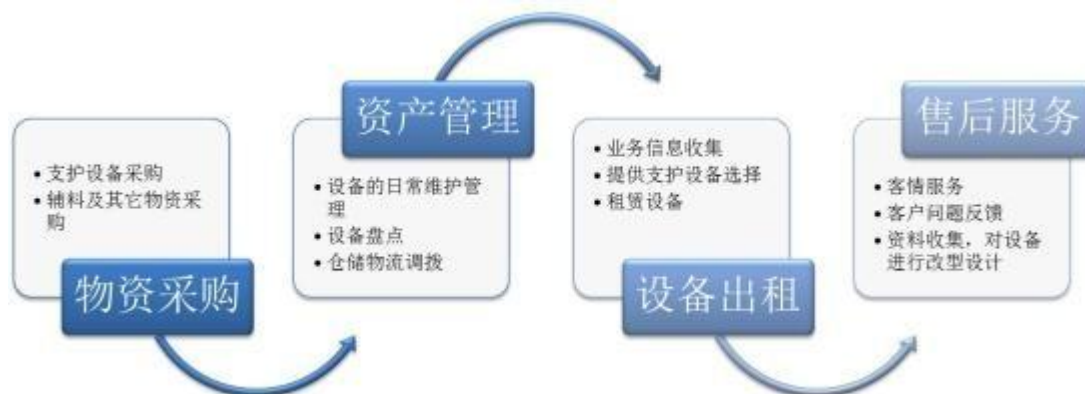 • 支护设备采购
• 辅料及其它物资采
购
物资采购
资产管理
• 设备的日常维护管
理
• 设备盘点
• 仓储物流调拨
• 业务信息收集
• 提供支护设备选择
• 租赁设备
设备出租
售后服务
• 客情服务
• 客户问题反馈
• 资料收集，对设备
进行改型设计